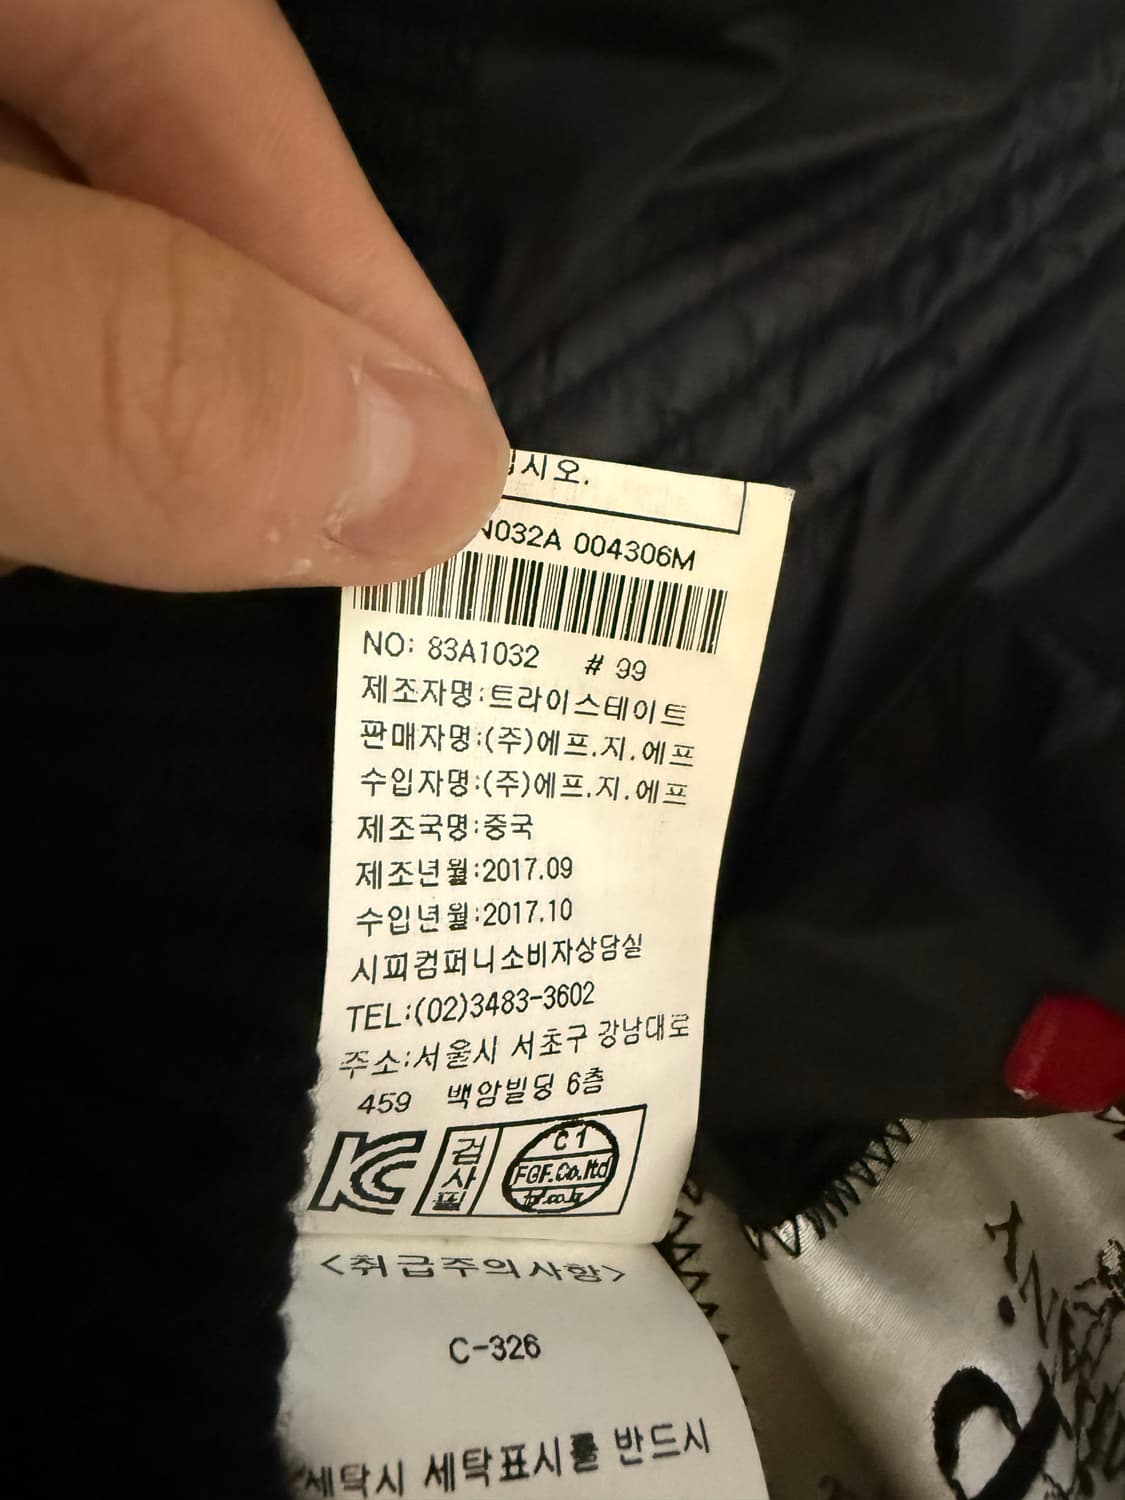 시오.
N032A 004306M
NO: 83A1032 # 99
제조자명:트라이스테이트
판매자명:(주)에프.지.에프
수입자명:(주)에프.지.에프
제조국명:중국
제조년월:2017.09
수입년월:2017.10
시피컴퍼니소비자상담실
TEL:(02)3483-3602
주소:서울시 서초구 강남대로
459 백암빌딩 6층
KC 검사필 C 1
FGF.Co.ltd
<취급주의사항>
C-326
세탁시 세탁표시를 반드시